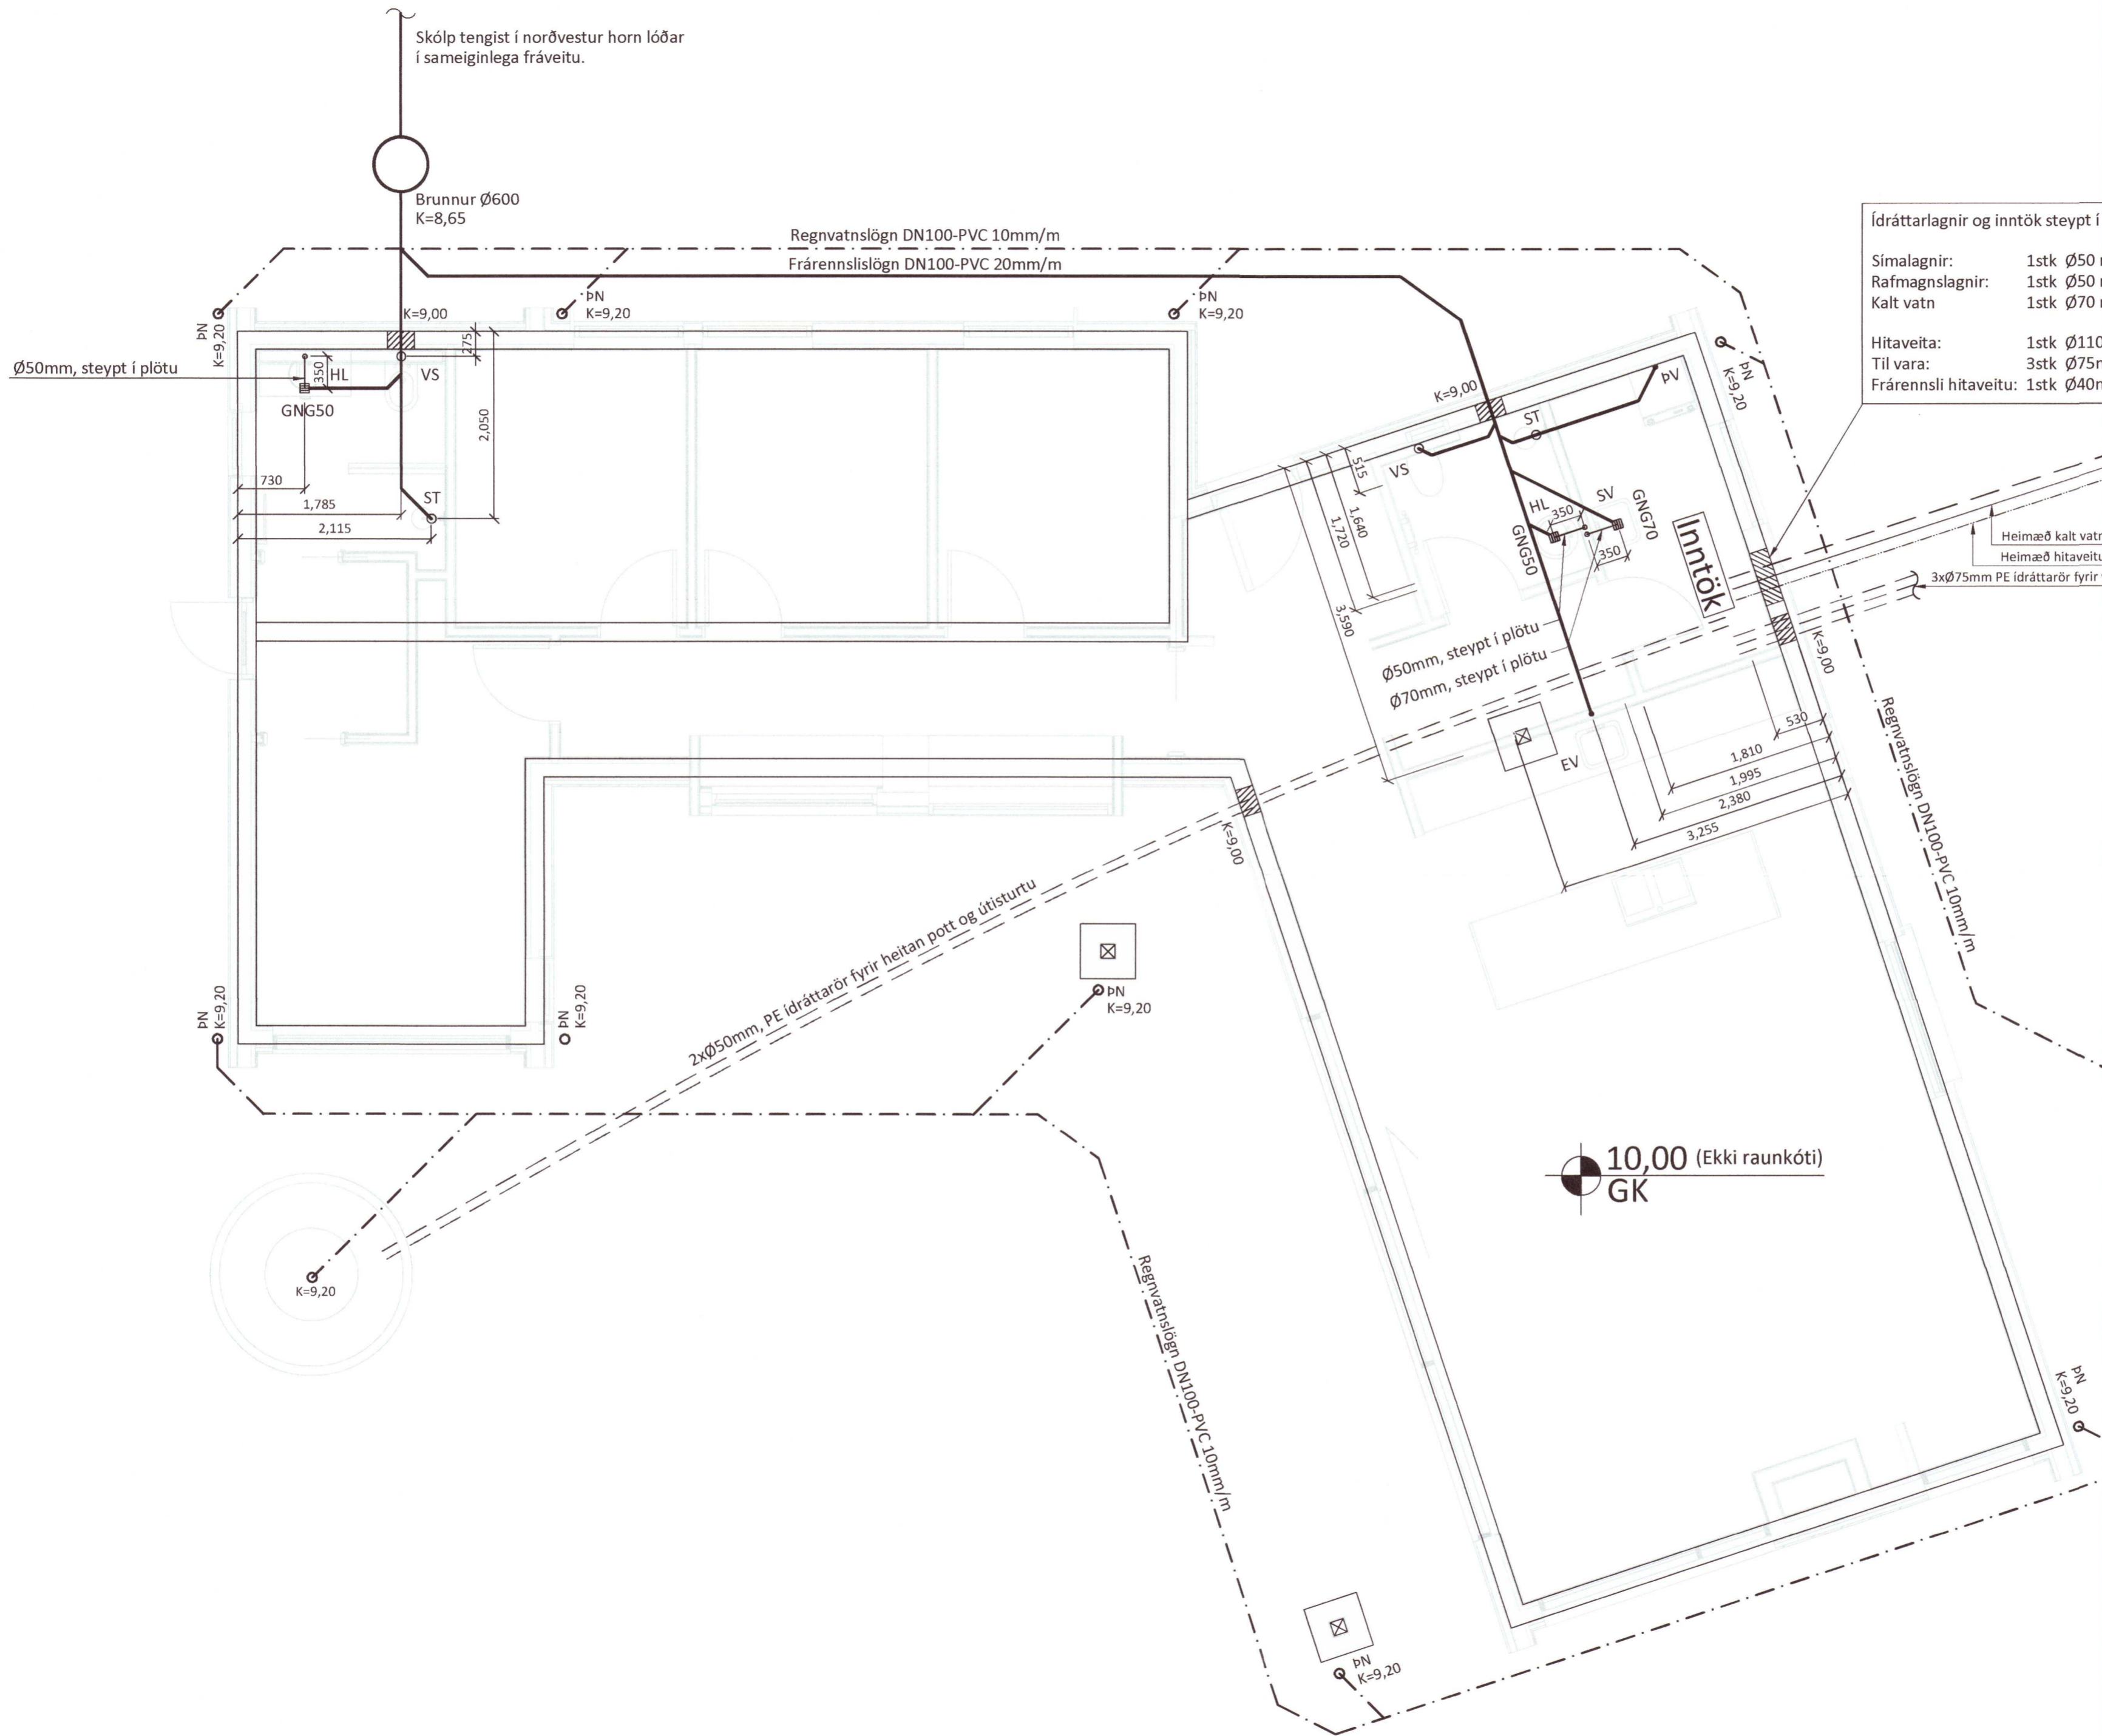 Skólp tengist í norðvestur horn lóðar
í sameiginlega fráveitu.
Brunnur Ø600
K=8,65
Regnvatnslögn DN100-PVC 10mm/m
Frárennslislögn DN100-PVC 20mm/m
Ídráttarlagnir og inntök steypt í
Símalagnir: 1stk Ø50
Rafmagnslagnir: 1stk Ø50
Kalt vatn 1stk Ø70
Hitaveita: 1stk Ø110
Til vara: 3stk Ø75
Frárennsli hitaveitu: 1stk Ø40
ÞN
K=9,20
ÞN
K=9,20
ÞN
K=9,20
ÞN
K=9,20
K=9,00
Ø50mm, steypt í plötu
350
HL
VS
275
GNG50
2,050
730
ST
1,785
2,115
K=9,00
ÞV
ST
VS
515
1,640
1,720
3,590
HL
350
SV
GNG70
GNG50
350
Inntök
Heimæð kalt vatn
Heimæð hitaveitu
3xØ75mm PE ídráttarör fyrir
K=9,00
Ø50mm, steypt í plötu
Ø70mm, steypt í plötu
530
EV
1,810
1,995
2,380
3,255
Regnvatnslögn DN100-PVC 10mm/m
K=9,00
2xØ50mm, PE ídráttarör fyrir heitan pott og útisturtu
ÞN
K=9,20
ÞN
K=9,20
ÞN
K=9,20
K=9,20
10,00 (Ekki raunkóti)
GK
Regnvatnslögn DN100-PVC 10mm/m
ÞN
K=9,20
ÞN
K=9,20